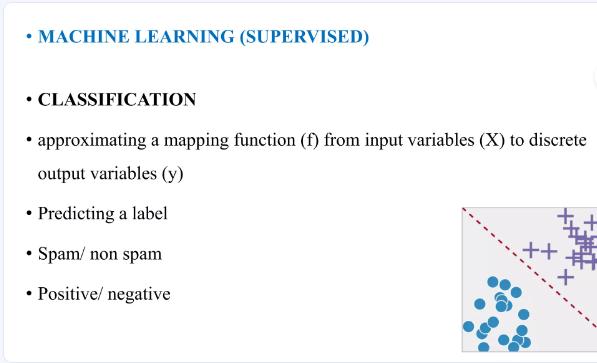 • MACHINE LEARNING (SUPERVISED)
• CLASSIFICATION
• approximating a mapping function (f) from input variables (X) to discrete
output variables (y)
• Predicting a label
• Spam/ non spam
• Positive/ negative